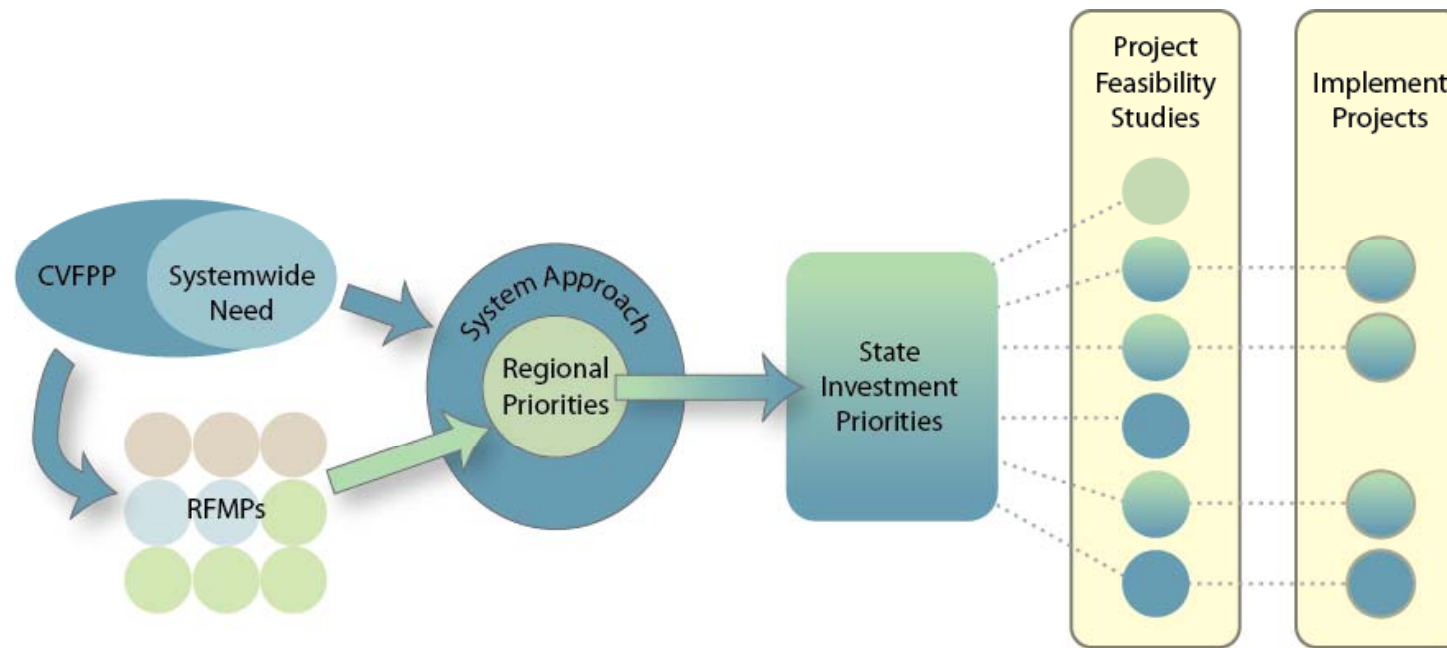 CVFPP
Systemwide
Need
RFMPs
System Approach
Regional
Priorities
State
Investment
Priorities
Project
Feasibility
Studies
Implement
Projects